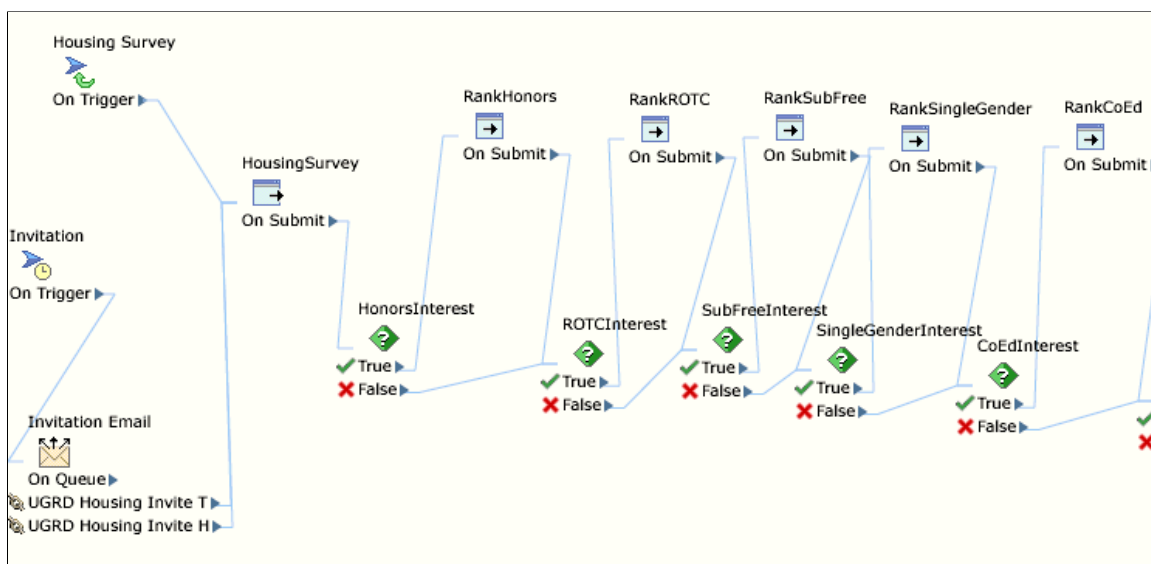 Housing Survey
On Trigger
Invitation
On Trigger
Invitation Email
On Queue
UGRD Housing Invite T
UGRD Housing Invite H
HousingSurvey
On Submit
HonorsInterest
True
False
RankHonors
On Submit
ROTCInterest
True
False
RankROTC
On Submit
SubFreeInterest
True
False
RankSubFree
On Submit
SingleGenderInterest
True
False
RankSingleGender
On Submit
CoEdInterest
True
False
RankCoEd
On Submit